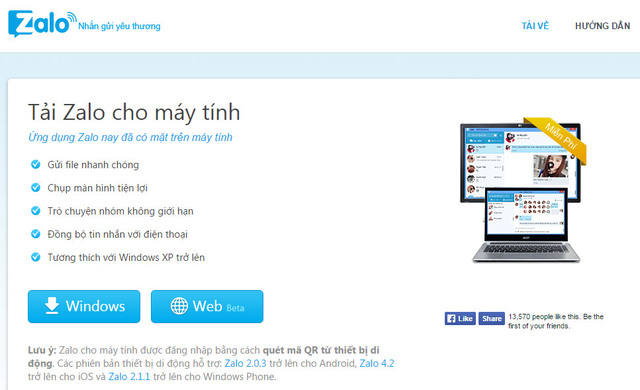 Zalo Nhắn gửi yêu thương
TẢI VỀ
HƯỚNG DẪN
Tải Zalo cho máy tính
Ứng dụng Zalo nay đã có mặt trên máy tính
Gửi file nhanh chóng
Chụp màn hình tiện lợi
Trò chuyện nhóm không giới hạn
Đồng bộ tin nhắn với điện thoại
Tương thích với Windows XP trở lên
Miễn Phí
Windows
Web Beta
Like
Share
13,570 people like this. Be the
first of your friends.
Lưu ý: Zalo cho máy tính được đăng nhập bằng cách quét mã QR từ thiết bị di
động. Các phiên bản thiết bị di động hỗ trợ: Zalo 2.0.3 trở lên cho Android, Zalo 4.2
trở lên cho iOS và Zalo 2.1.1 trở lên cho Windows Phone.